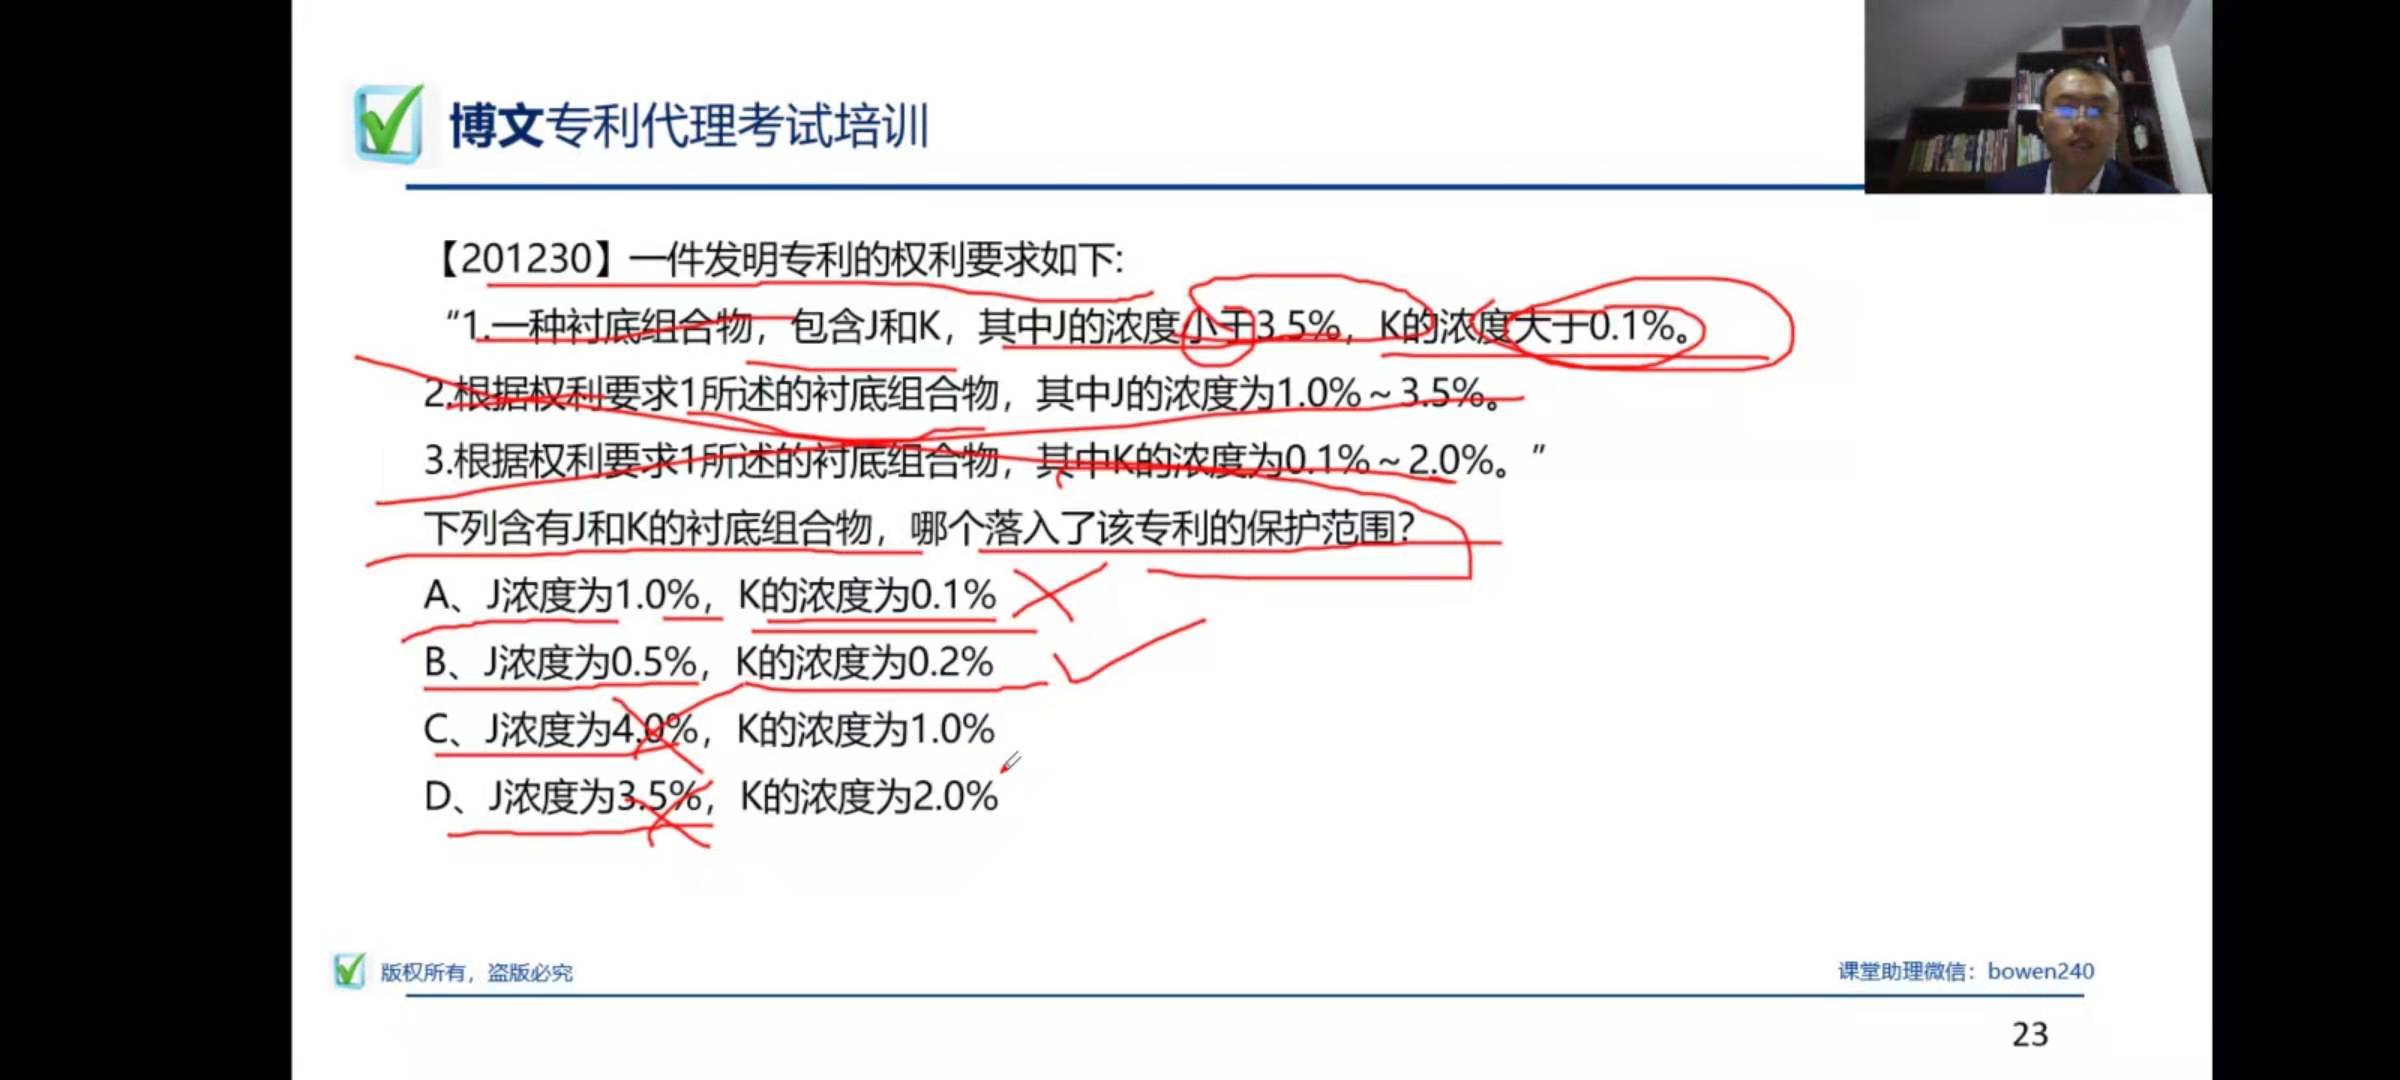 博文专利代理考试培训
【201230】一件发明专利的权利要求如下:
“1.一种衬底组合物，包含J和K，其中J的浓度小于3.5%，K的浓度大于0.1%。
2.根据权利要求1所述的衬底组合物，其中J的浓度为1.0%~3.5%。
3.根据权利要求1所述的衬底组合物，其中K的浓度为0.1%~2.0%。”
下列含有J和K的衬底组合物，哪个落入了该专利的保护范围?
A、J浓度为1.0%，K的浓度为0.1%
B、J浓度为0.5%，K的浓度为0.2%
C、J浓度为4.0%，K的浓度为1.0%
D、J浓度为3.5%，K的浓度为2.0%
版权所有，盗版必究
课堂助理微信：bowen240
23